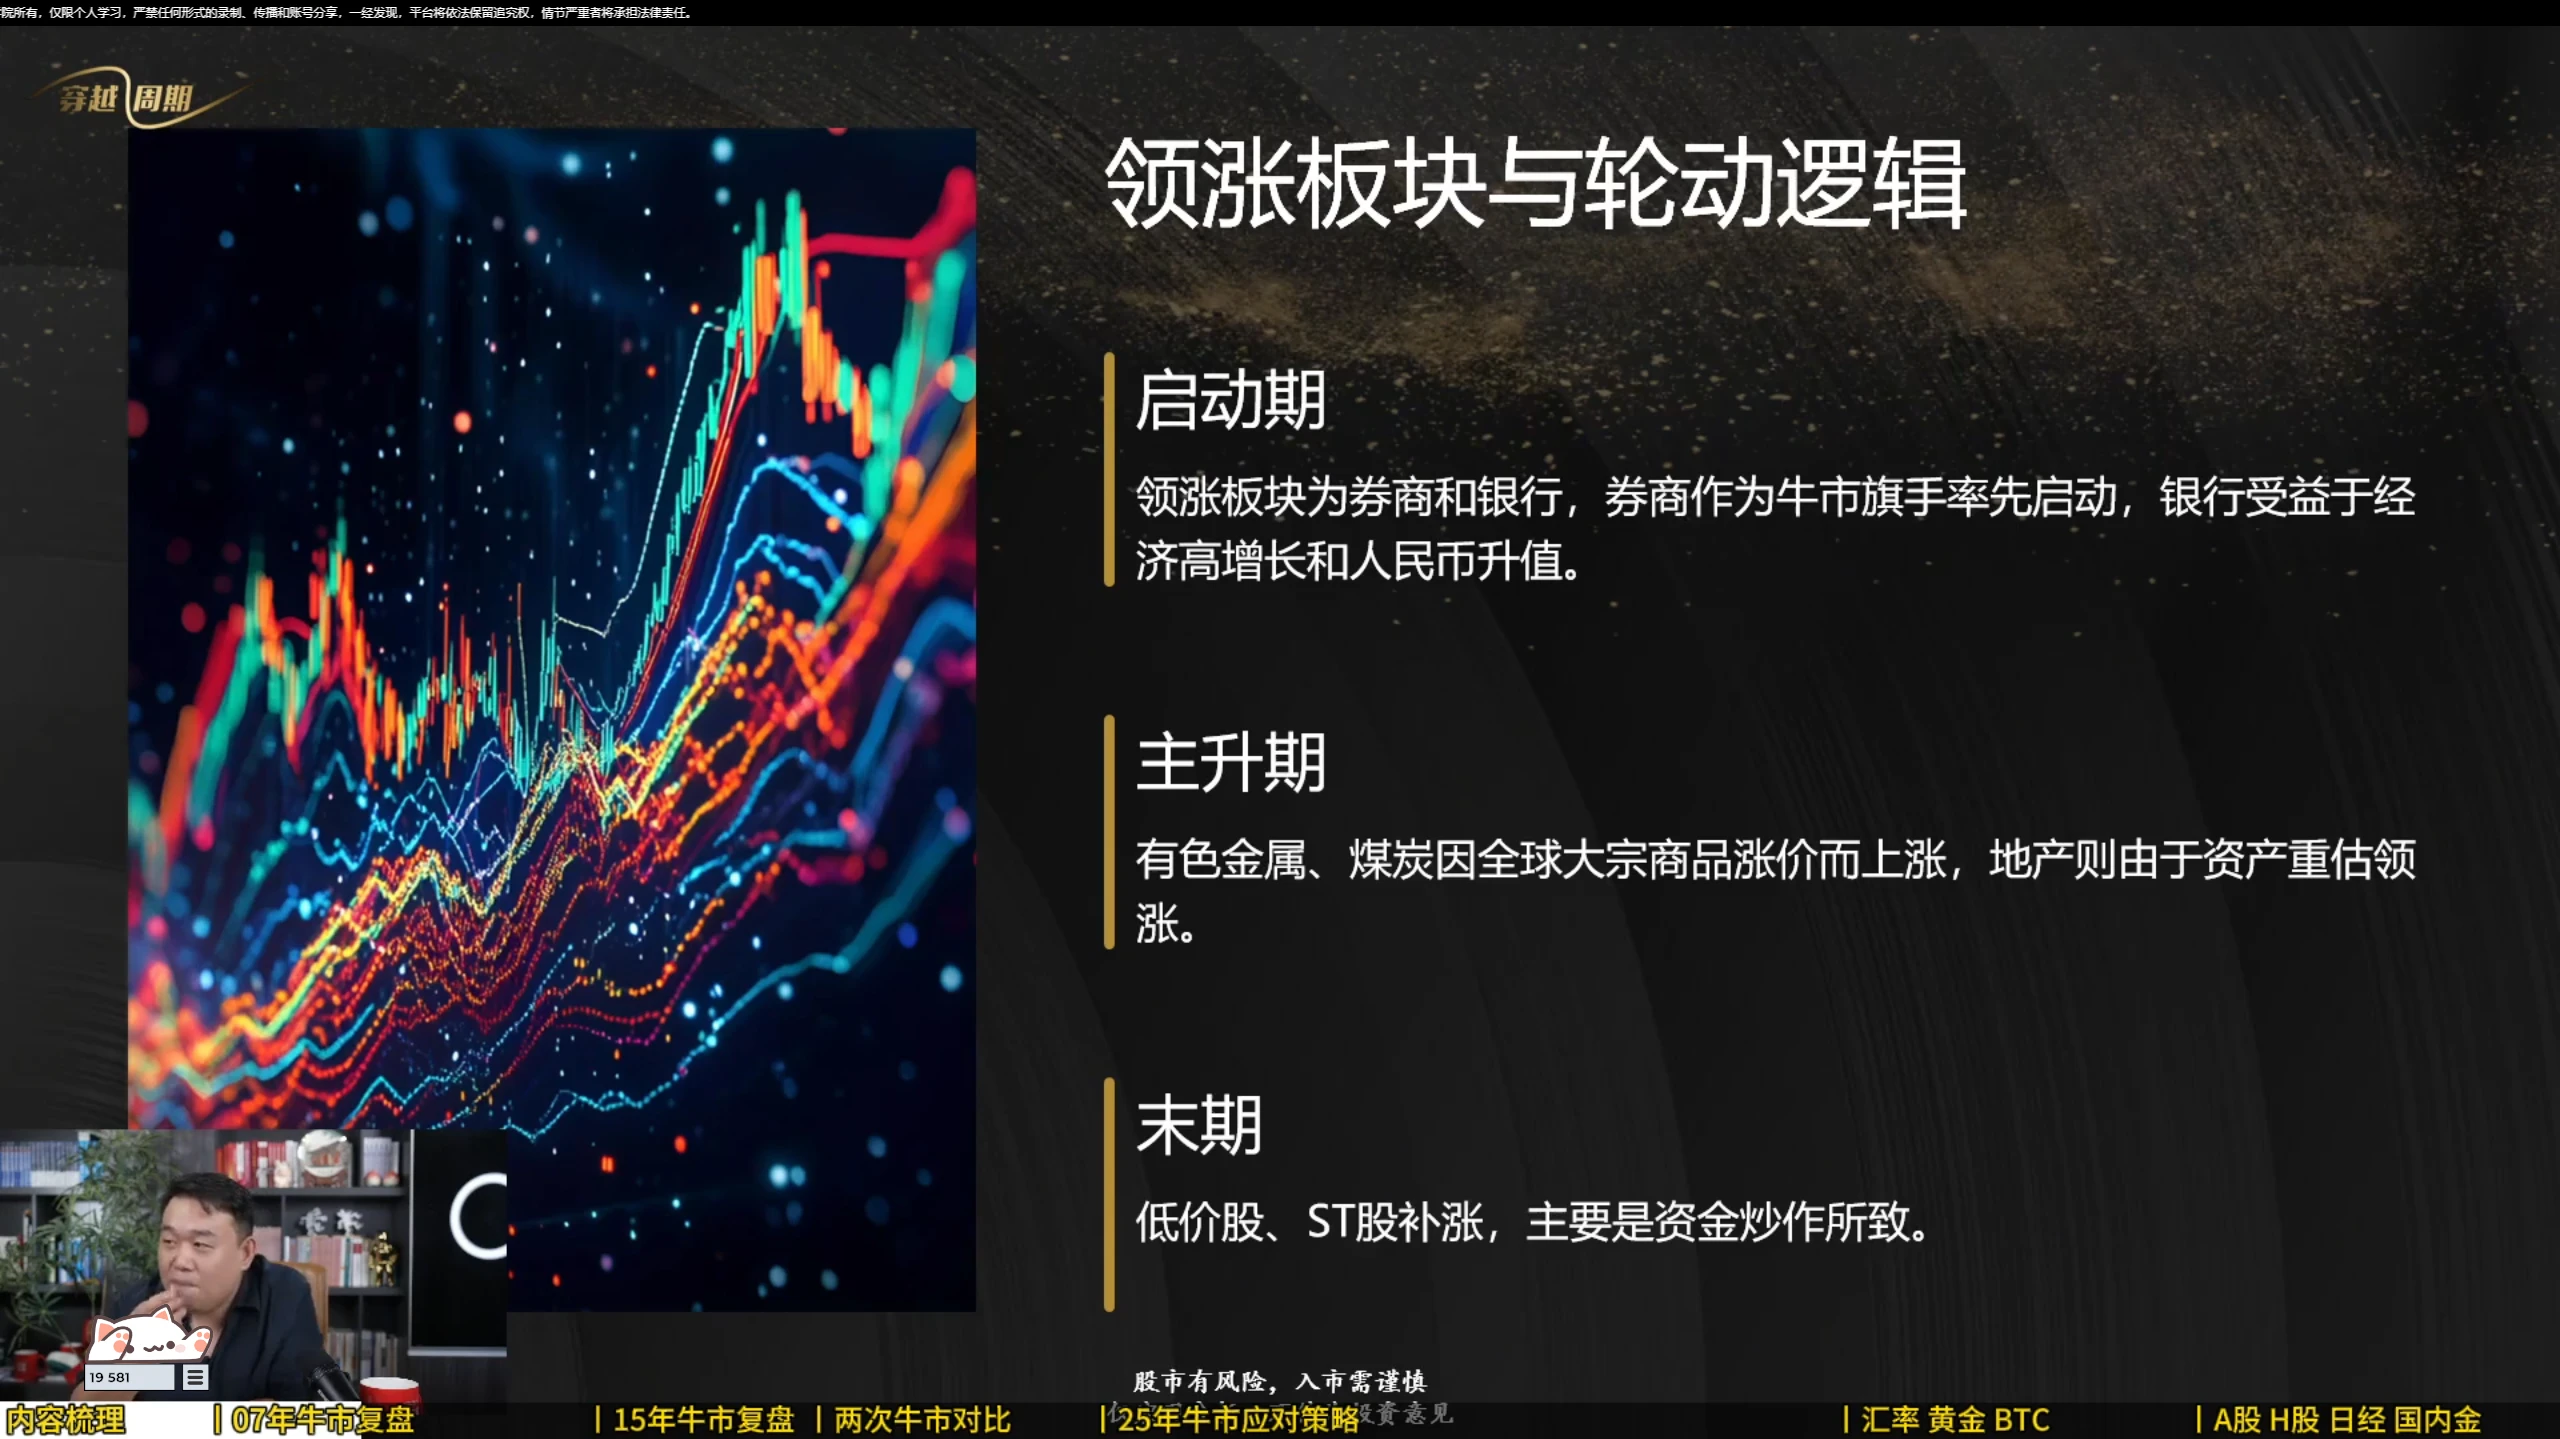 院所有，仅限个人学习，严禁任何形式的录制、传播和账号分享，一经发现，平台将依法保留追究权，情节严重者将承担法律责任。
穿越周期
领涨板块与轮动逻辑
启动期
领涨板块为券商和银行，券商作为牛市旗手率先启动，银行受益于经
济高增长和人民币升值。
主升期
有色金属、煤炭因全球大宗商品涨价而上涨，地产则由于资产重估领
涨。
末期
低价股、ST股补涨，主要是资金炒作所致。
19 581
股市有风险，入市需谨慎
投資意见
内容梳理 | 07年牛市复盘 | 15年牛市复盘 | 两次牛市对比 | 25年牛市应对策略 | 汇率 黄金 BTC | A股 H股 日经 国内金